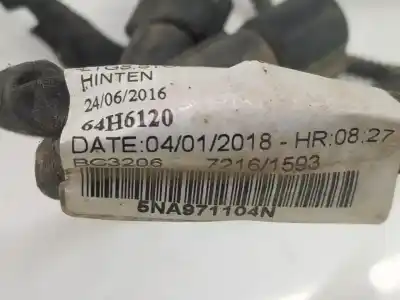 HINTEN
24/06/2016
64H6120
DATE:04/01/2018 - HR:08.27
BC3206 7216/1593
5NA971104N